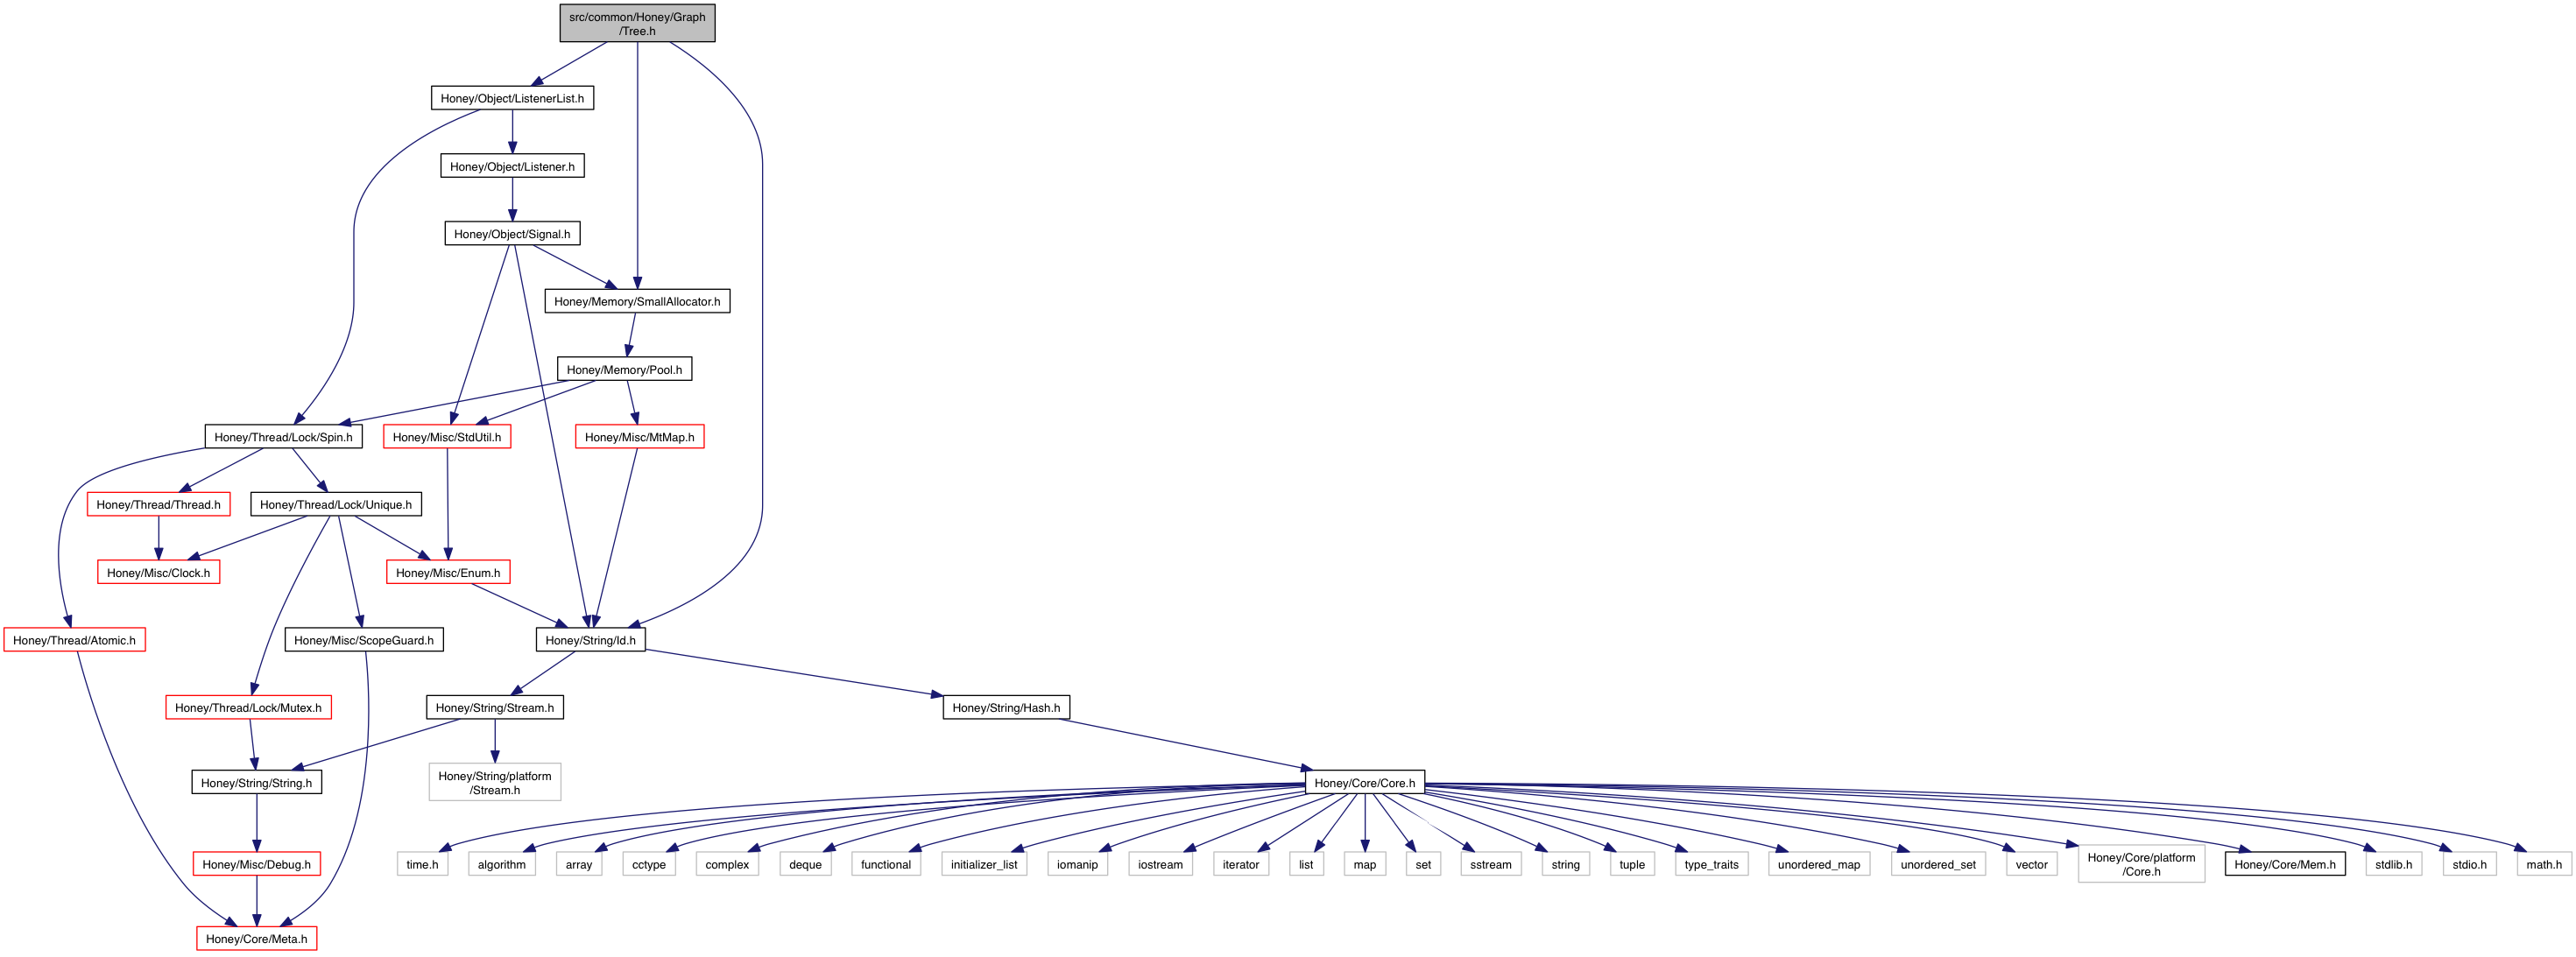 src/common/Honey/Graph
/Tree.h
Honey/Object/ListenerList.h
Honey/Object/Listener.h
Honey/Object/Signal.h
Honey/Memory/SmallAllocator.h
Honey/Memory/Pool.h
Honey/Thread/Lock/Spin.h
Honey/Misc/StdUtil.h
Honey/Misc/MtMap.h
Honey/Thread/Thread.h
Honey/Thread/Lock/Unique.h
Honey/Misc/Clock.h
Honey/Misc/Enum.h
Honey/Thread/Atomic.h
Honey/Misc/ScopeGuard.h
Honey/String/Id.h
Honey/Thread/Lock/Mutex.h
Honey/String/Stream.h
Honey/String/Hash.h
Honey/String/String.h
Honey/String/platform
/Stream.h
Honey/Core/Core.h
Honey/Misc/Debug.h
time.h
algorithm
array
cctype
complex
deque
functional
initializer_list
iomanip
iostream
iterator
list
map
set
sstream
string
tuple
type_traits
unordered_map
unordered_set
vector
Honey/Core/platform
/Core.h
Honey/Core/Mem.h
stdlib.h
stdio.h
math.h
Honey/Core/Meta.h